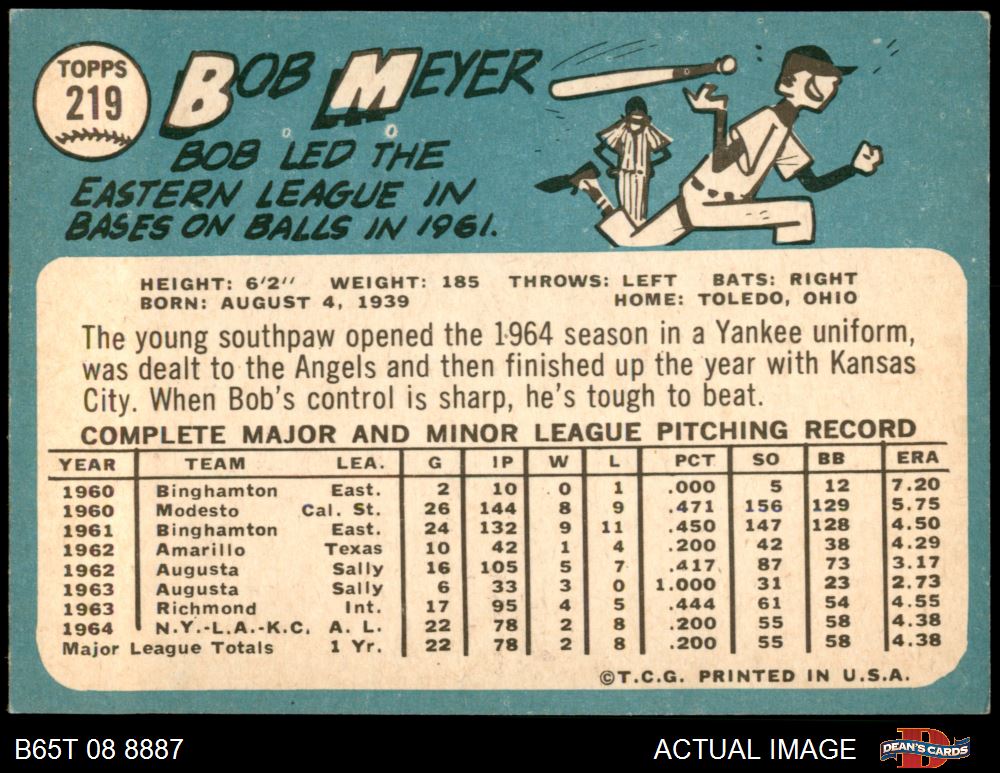 TOPPS
219
BOB MEYER
BOB LED THE
EASTERN LEAGUE IN
BASES ON BALLS IN 1961.
HEIGHT: 6'2" WEIGHT: 185 THROWS: LEFT BATS: RIGHT
BORN: AUGUST 4, 1939 HOME: TOLEDO, OHIO
The young southpaw opened the 1964 season in a Yankee uniform,
was dealt to the Angels and then finished up the year with Kansas
City. When Bob's control is sharp, he's tough to beat.
COMPLETE MAJOR AND MINOR LEAGUE PITCHING RECORD
YEAR TEAM LEA. G IP W L PCT SO BB ERA
1960 Binghamton East. 2 10 0 1 .000 5 12 7.20
1960 Modesto Cal. St. 26 144 8 9 .471 156 129 5.75
1961 Binghamton East. 24 132 9 11 .450 147 128 4.50
1962 Amarillo Texas 10 42 1 4 .200 42 38 4.29
1962 Augusta Sally 16 105 5 7 .417 87 73 3.17
1963 Augusta Sally 6 33 3 0 1.000 31 23 2.73
1963 Richmond Int. 17 95 4 5 .444 61 54 4.55
1964 N.Y.-L.A.-K.C. A. L. 22 78 2 8 .200 55 58 4.38
Major League Totals 1 Yr. 22 78 2 8 .200 55 58 4.38
©T.C.G. PRINTED IN U.S.A.
B65T 08 8887 ACTUAL IMAGE DEAN'S CARDS